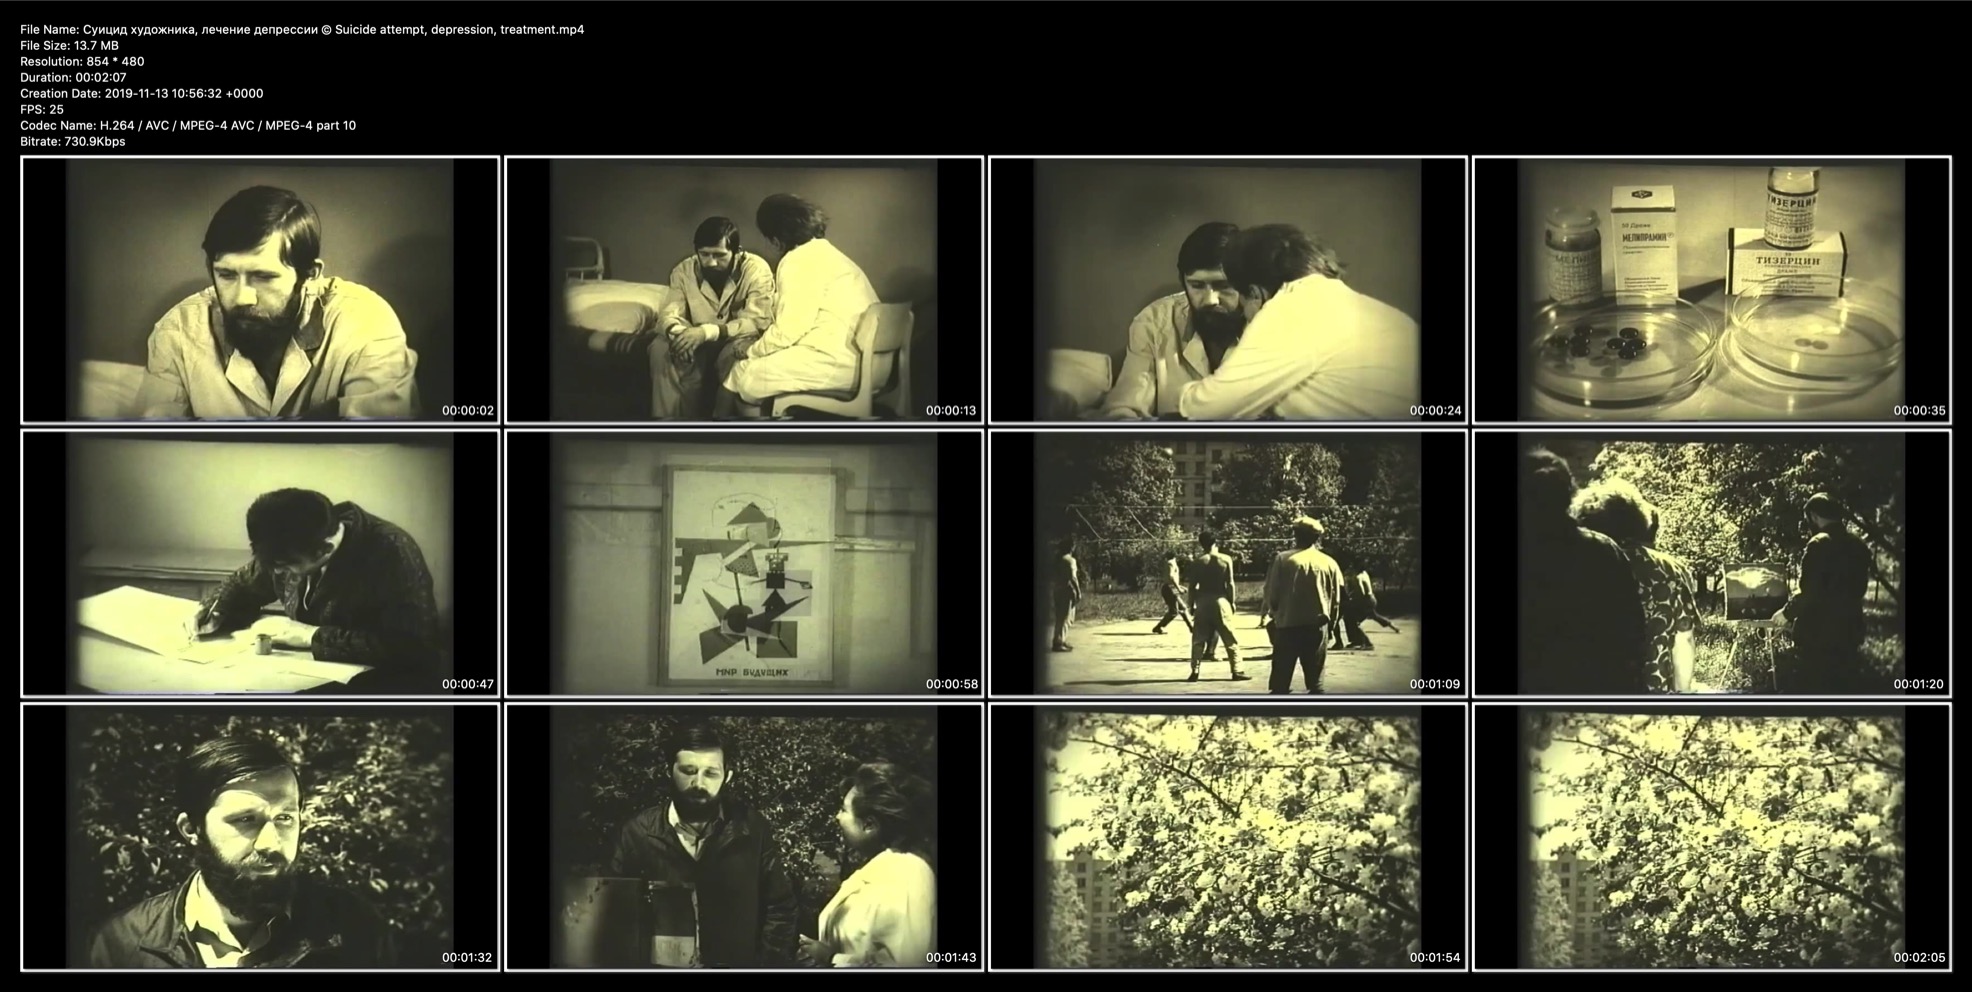 File Name: Суицид художника, лечение депрессии © Suicide attempt, depression, treatment.mp4
File Size: 13.7 MB
Resolution: 854 * 480
Duration: 00:02:07
Creation Date: 2019-11-13 10:56:32 +0000
FPS: 25
Codec Name: H.264 / AVC / MPEG-4 AVC / MPEG-4 part 10
Bitrate: 730.9Kbps
00:00:02
00:00:13
00:00:24
ТИЗЕРЦИН
50 Драже
МЕЛИПРАМИН
ТИЗЕРЦИН
00:00:35
00:00:47
МИР БУДУЩИХ
00:00:58
00:01:09
00:01:20
00:01:32
00:01:43
00:01:54
00:02:05